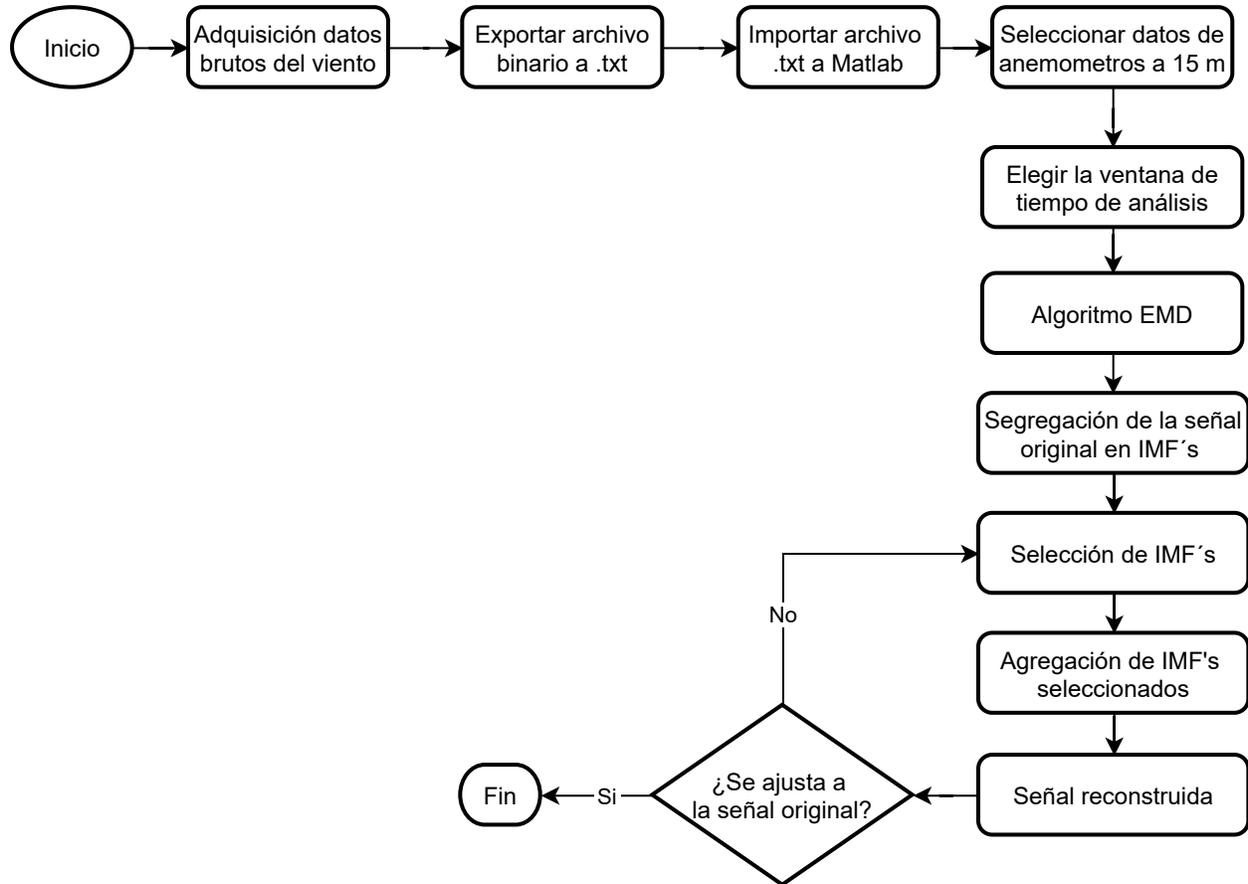 Inicio
Adquisición datos
brutos del viento
Exportar archivo
binario a .txt
Importar archivo
.txt a Matlab
Seleccionar datos de
anemometros a 15 m
Elegir la ventana de
tiempo de análisis
Algoritmo EMD
Segregación de la señal
original en IMF´s
Selección de IMF´s
Agregación de IMF's
seleccionados
Señal reconstruida
¿Se ajusta a
la señal original?
No
Si
Fin